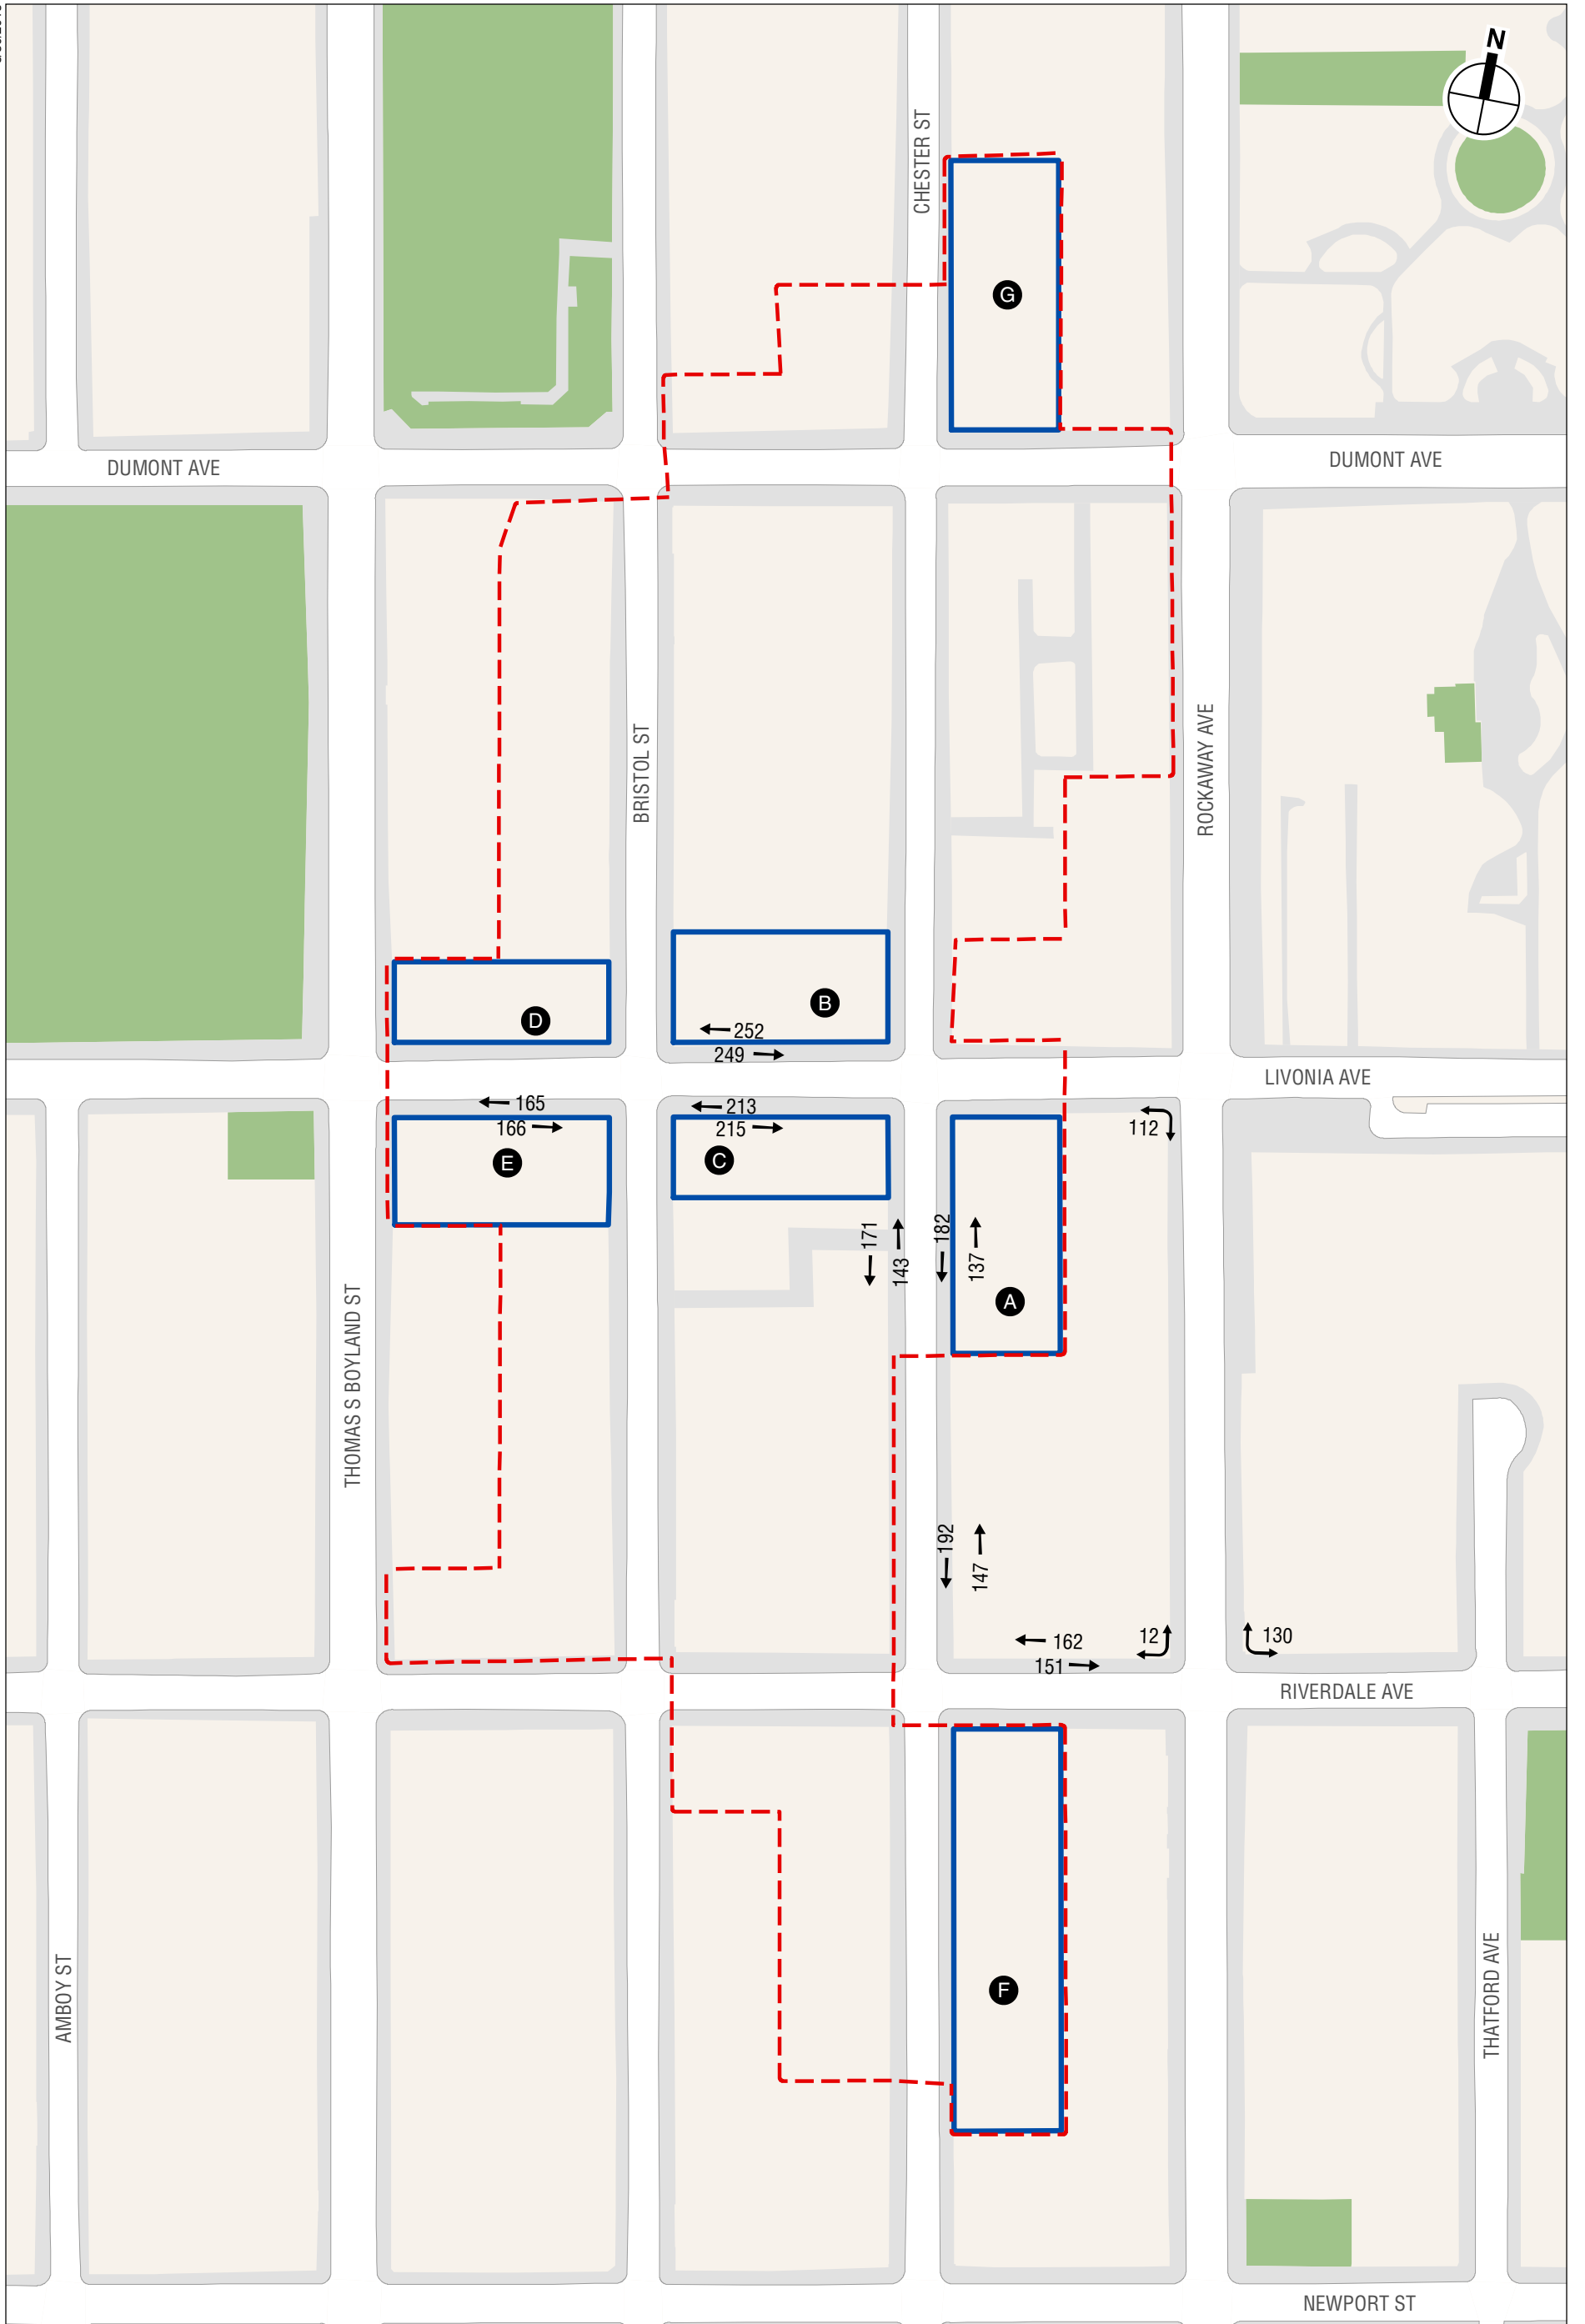 N
CHESTER ST
G
DUMONT AVE
DUMONT AVE
BRISTOL ST
ROCKAWAY AVE
D
B
252
249
LIVONIA AVE
165
166
E
213
215
C
112
171
143
182
137
A
THOMAS S BOYLAND ST
192
147
162
151
12
130
RIVERDALE AVE
AMBOY ST
F
THATFORD AVE
NEWPORT ST